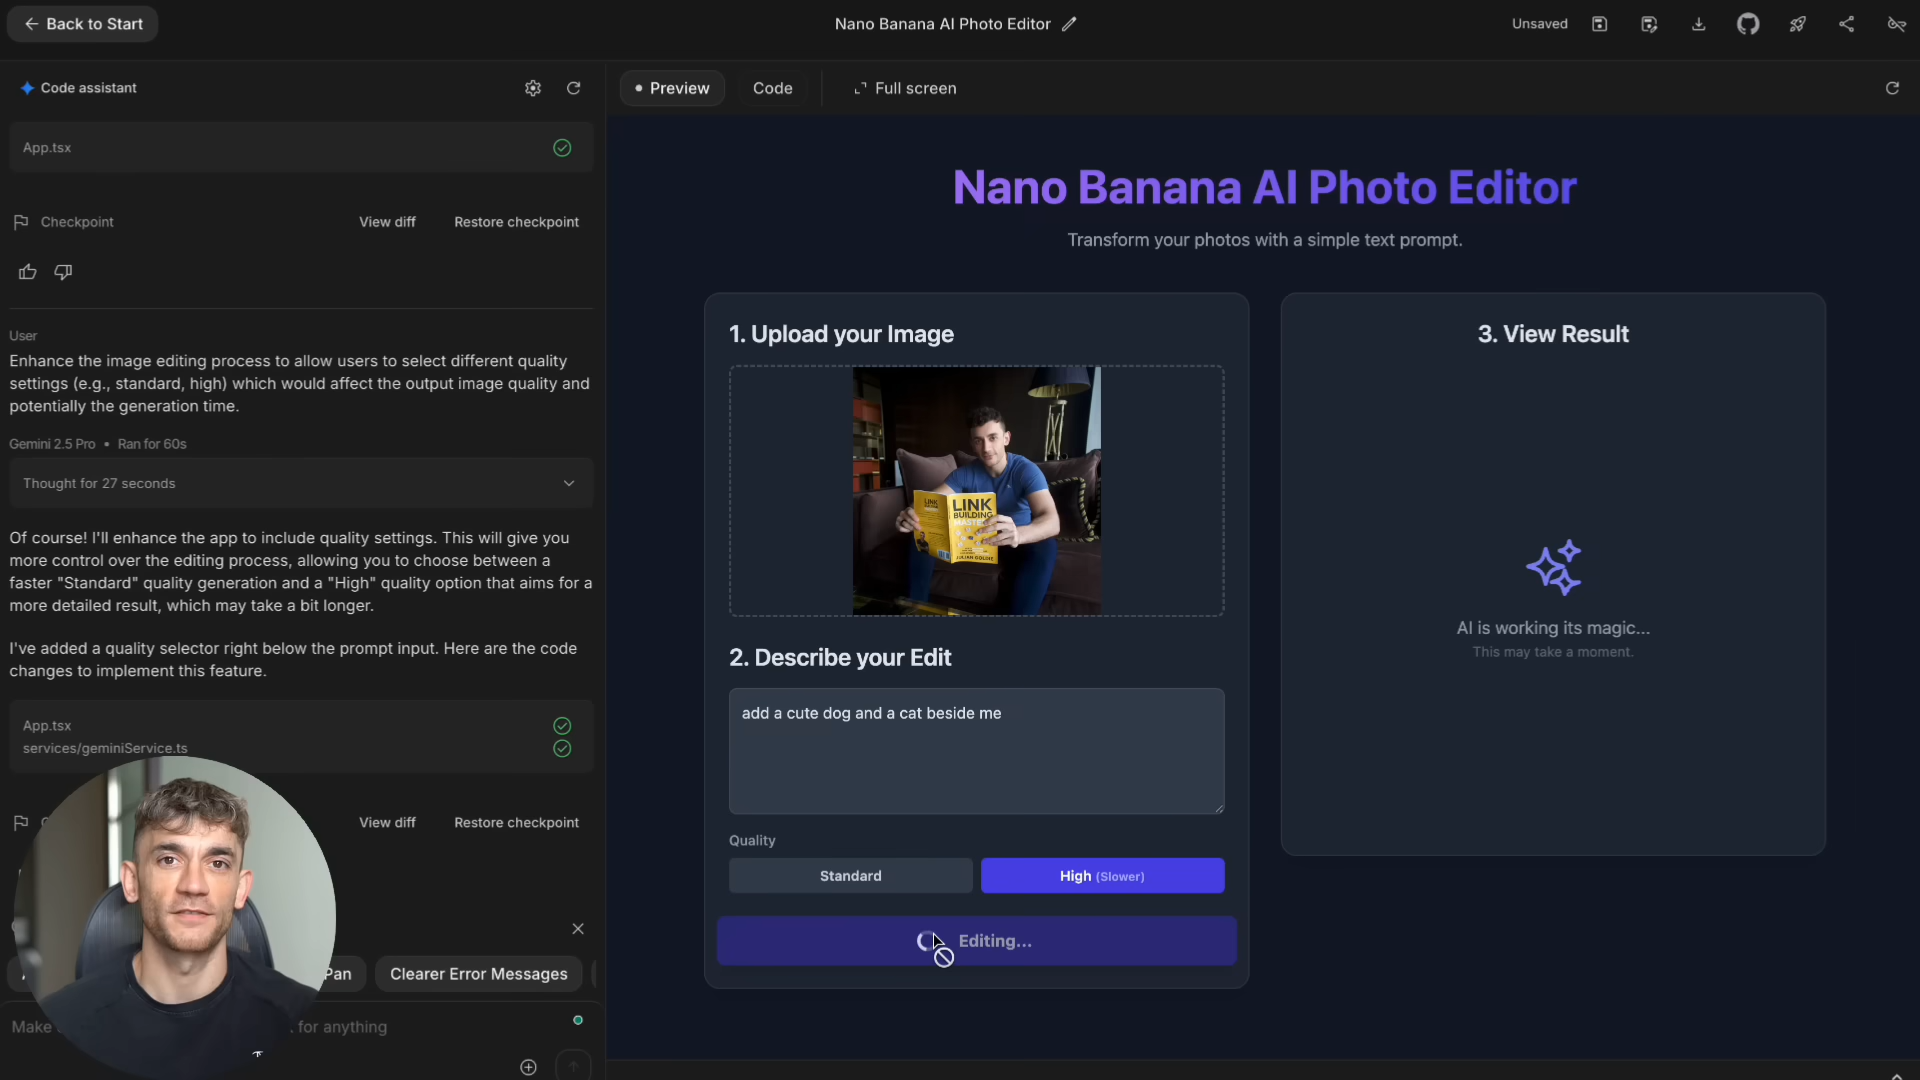 Back to Start
Nano Banana AI Photo Editor
Unsaved
Code assistant
Preview
Code
Full screen
App.tsx
Checkpoint
View diff
Restore checkpoint
User
Enhance the image editing process to allow users to select different quality
settings (e.g., standard, high) which would affect the output image quality and
potentially the generation time.
Gemini 2.5 Pro • Ran for 60s
Thought for 27 seconds
Of course! I'll enhance the app to include quality settings. This will give you
more control over the editing process, allowing you to choose between a
faster "Standard" quality generation and a "High" quality option that aims for a
more detailed result, which may take a bit longer.
I've added a quality selector right below the prompt input. Here are the code
changes to implement this feature.
App.tsx
services/geminiService.ts
View diff
Restore checkpoint
Pan
Clearer Error Messages
Make
for anything
Nano Banana AI Photo Editor
Transform your photos with a simple text prompt.
1. Upload your Image
LINK
BUILDING
LINK
BUILDING
MASTERY
JULIAN GOLDIE
2. Describe your Edit
add a cute dog and a cat beside me
Quality
Standard
High (Slower)
Editing...
3. View Result
AI is working its magic...
This may take a moment.